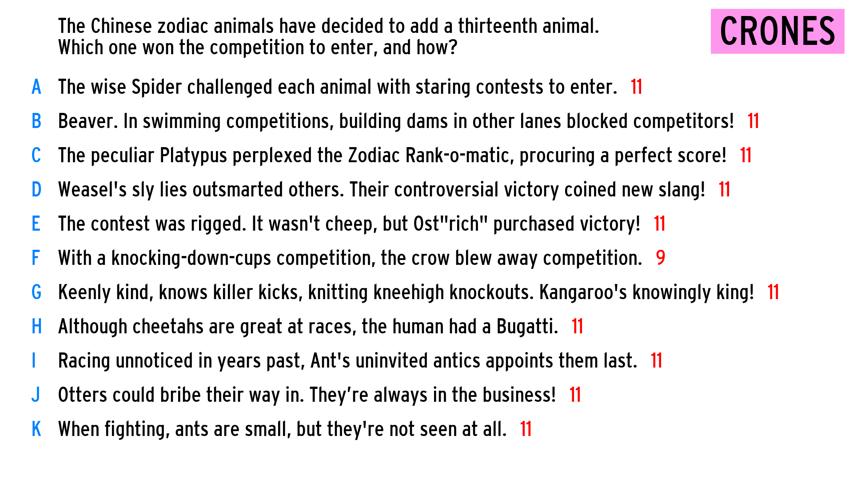 The Chinese zodiac animals have decided to add a thirteenth animal.
Which one won the competition to enter, and how?
CRONES
A The wise Spider challenged each animal with staring contests to enter. 11
B Beaver. In swimming competitions, building dams in other lanes blocked competitors! 11
C The peculiar Platypus perplexed the Zodiac Rank-o-matic, procuring a perfect score! 11
D Weasel's sly lies outsmarted others. Their controversial victory coined new slang! 11
E The contest was rigged. It wasn't cheep, but Ost"rich" purchased victory! 11
F With a knocking-down-cups competition, the crow blew away competition. 9
G Keenly kind, knows killer kicks, knitting kneehigh knockouts. Kangaroo's knowingly king! 11
H Although cheetahs are great at races, the human had a Bugatti. 11
I Racing unnoticed in years past, Ant's uninvited antics appoints them last. 11
J Otters could bribe their way in. They’re always in the business! 11
K When fighting, ants are small, but they're not seen at all. 11